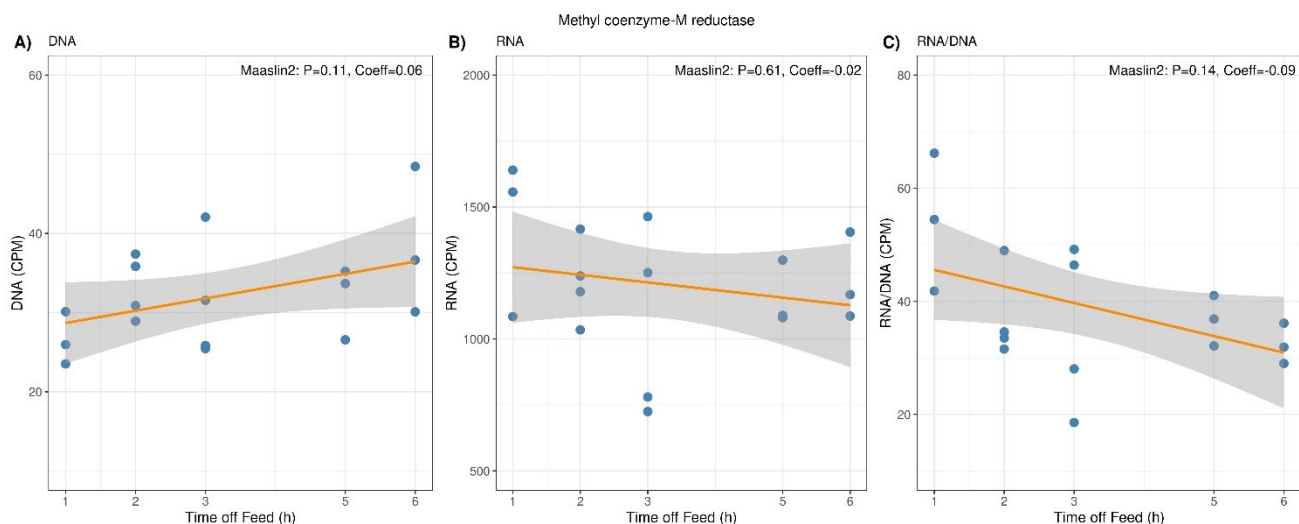 Methyl coenzyme-M reductase
A) DNA
Maaslin2: P=0.11, Coeff=0.06
60
40
20
DNA (CPM)
1 2 3 5 6
Time off Feed (h)
B) RNA
Maaslin2: P=0.61, Coeff=-0.02
2000
1500
1000
500
RNA (CPM)
1 2 3 5 6
Time off Feed (h)
C) RNA/DNA
Maaslin2: P=0.14, Coeff=-0.09
80
60
40
20
RNA/DNA (CPM)
1 2 3 5 6
Time off Feed (h)